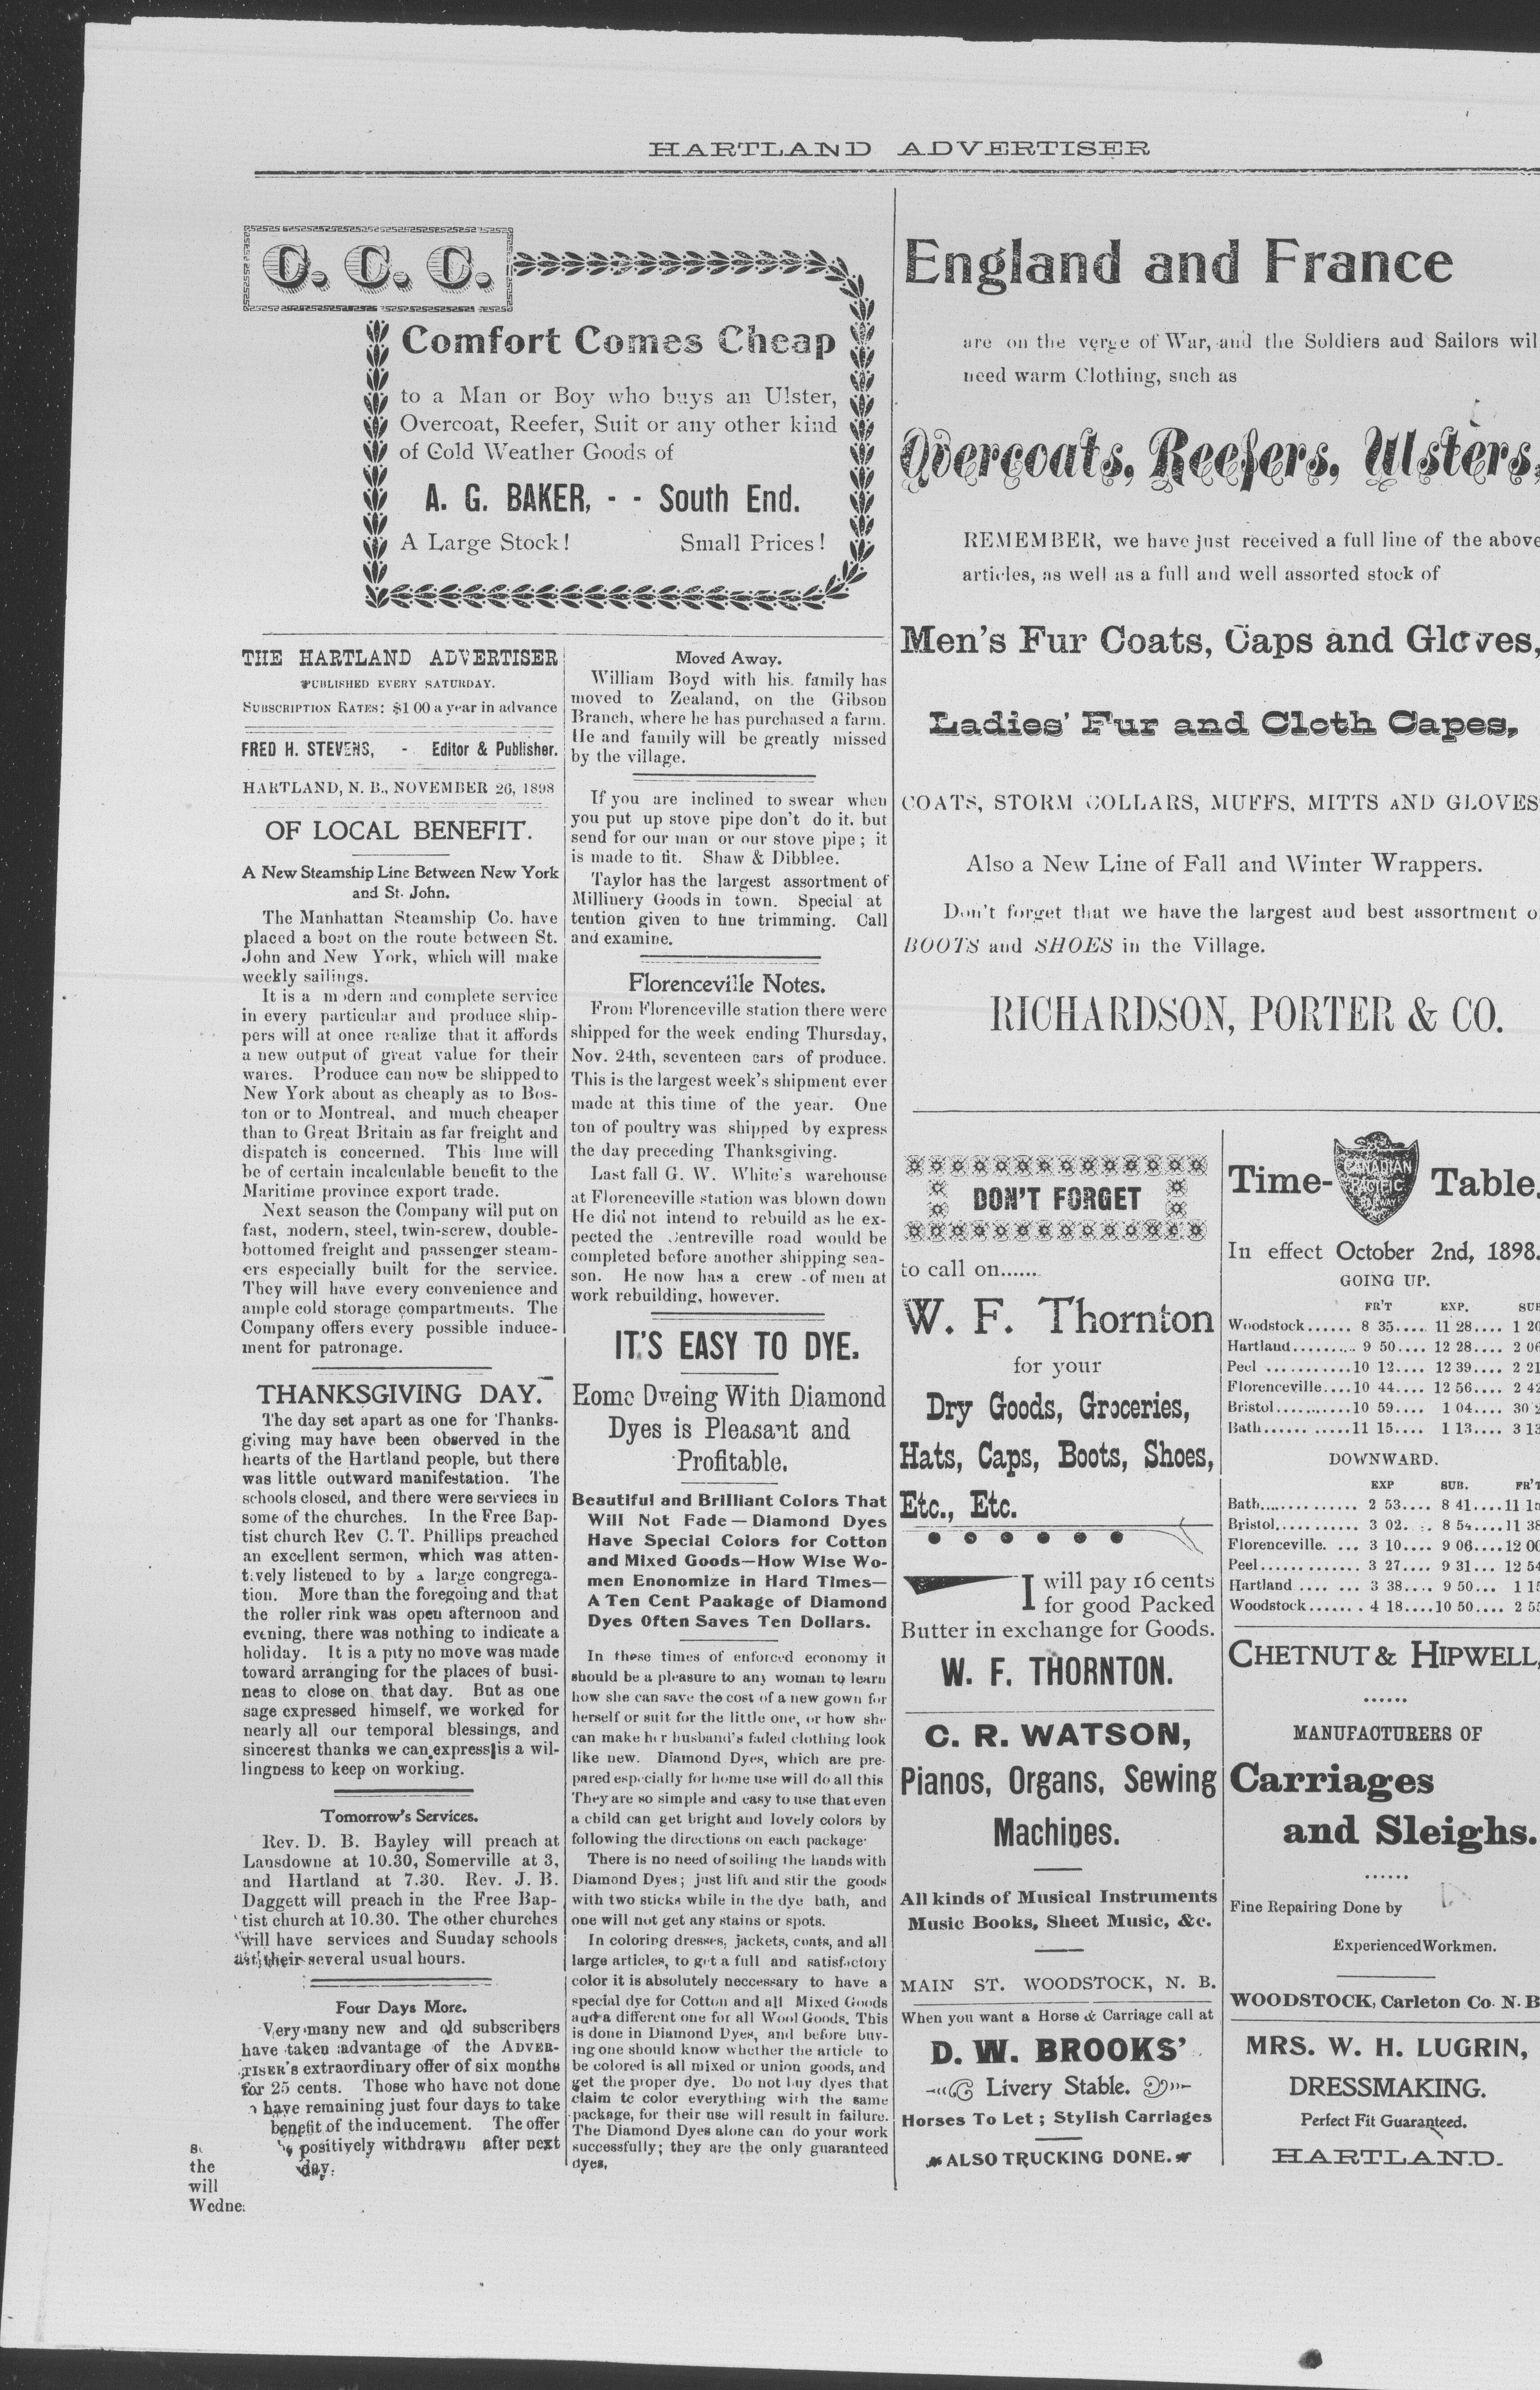 HARTLAND ADVERTISER
C. C. C.
Comfort Comes Cheap
to a Man or Boy who buys an Ulster,
Overcoat, Reefer, Suit or any other kind
of Cold Weather Goods of
A. G. BAKER, - - South End.
A Large Stock! Small Prices!
THE HARTLAND ADVERTISER
PUBLISHED EVERY SATURDAY.
SUBSCRIPTION RATES: $1 00 a year in advance
FRED H. STEVENS, - Editor & Publisher.
HARTLAND, N. B., NOVEMBER 26, 1898
OF LOCAL BENEFIT.
A New Steamship Line Between New York
and St. John.
The Manhattan Steamship Co. have
placed a boat on the route between St.
John and New York, which will make
weekly sailings.
It is a modern and complete service
in every particular and produce ship-
pers will at once realize that it affords
a new output of great value for their
wares. Produce can now be shipped to
New York about as cheaply as to Bos-
ton or to Montreal, and much cheaper
than to Great Britain as far freight and
dispatch is concerned. This line will
be of certain incalculable benefit to the
Maritime province export trade.
Next season the Company will put on
fast, modern, steel, twin-screw, double-
bottomed freight and passenger steam-
ers especially built for the service.
They will have every convenience and
ample cold storage compartments. The
Company offers every possible induce-
ment for patronage.
THANKSGIVING DAY.
The day set apart as one for Thanks-
giving may have been observed in the
hearts of the Hartland people, but there
was little outward manifestation. The
schools closed, and there were serviecs in
some of the churches. In the Free Bap-
tist church Rev C. T. Phillips preached
an excellent sermon, which was atten-
tively listened to by a large congrega-
tion. More than the foregoing and that
the roller rink was open afternoon and
evening, there was nothing to indicate a
holiday. It is a pity no move was made
toward arranging for the places of busi-
neas to close on that day. But as one
sage expressed himself, we worked for
nearly all our temporal blessings, and
sincerest thanks we can express is a wil-
lingness to keep on working.
Tomorrow's Services.
Rev. D. B. Bayley will preach at
Lansdowne at 10.30, Somerville at 3,
and Hartland at 7.30. Rev. J. B.
Daggett will preach in the Free Bap-
tist church at 10.30. The other churches
will have services and Sunday schools
at their several usual hours.
Four Days More.
Very many new and old subscribers
have taken advantage of the ADVER-
TISER's extraordinary offer of six months
for 25 cents. Those who have not done
have remaining just four days to take
benefit of the inducement. The offer
positively withdrawn after next
day.
the
will
Wedne
Moved Away.
William Boyd with his family has
moved to Zealand, on the Gibson
Branch, where he has purchased a farm.
He and family will be greatly missed
by the village.
If you are inclined to swear when
you put up stove pipe don't do it, but
send for our man or our stove pipe; it
is made to fit. Shaw & Dibblee.
Taylor has the largest assortment of
Millinery Goods in town. Special at
tention given to fine trimming. Call
and examine.
Florenceville Notes.
From Florenceville station there were
shipped for the week ending Thursday,
Nov. 24th, seventeen cars of produce.
This is the largest week's shipment ever
made at this time of the year. One
ton of poultry was shipped by express
the day preceding Thanksgiving.
Last fall G. W. White's warehouse
at Florenceville station was blown down
He did not intend to rebuild as he ex-
pected the Centreville road would be
completed before another shipping sea-
son. He now has a crew of men at
work rebuilding, however.
IT'S EASY TO DYE.
Home Dyeing With Diamond
Dyes is Pleasant and
Profitable.
Beautiful and Brilliant Colors That
Will Not Fade—Diamond Dyes
Have Special Colors for Cotton
and Mixed Goods—How Wise Wo-
men Enonomize in Hard Times—
A Ten Cent Paakage of Diamond
Dyes Often Saves Ten Dollars.
In these times of enforced economy it
should be a pleasure to any woman to learn
how she can save the cost of a new gown for
herself or suit for the little one, or how she
can make her husband's faded clothing look
like new. Diamond Dyes, which are pre-
pared especially for home use will do all this
They are so simple and easy to use that even
a child can get bright and lovely colors by
following the directions on each package
There is no need of soiling the hands with
Diamond Dyes; just lift and stir the goods
with two sticks while in the dye bath, and
one will not get any stains or spots.
In coloring dresses, jackets, coats, and all
large articles, to get a full and satisfactory
color it is absolutely neccessary to have a
special dye for Cotton and all Mixed Goods
and a different one for all Wool Goods. This
is done in Diamond Dyes, and before buy-
ing one should know whether the article to
be colored is all mixed or union goods, and
get the proper dye. Do not buy dyes that
claim to color everything with the same
package, for their use will result in failure.
The Diamond Dyes alone can do your work
successfully; they are the only guaranteed
dyes.
England and France
are on the verge of War, and the Soldiers and Sailors wil
need warm Clothing, such as
Overcoats, Reefers, Ulsters,
REMEMBER, we have just received a full line of the above
articles, as well as a full and well assorted stock of
Men's Fur Coats, Caps and Gloves,
Ladies' Fur and Cloth Capes,
COATS, STORM COLLARS, MUFFS, MITTS AND GLOVES
Also a New Line of Fall and Winter Wrappers.
Don't forget that we have the largest and best assortment o
BOOTS and SHOES in the Village.
RICHARDSON, PORTER & CO.
DON'T FORGET
to call on......
W. F. Thornton
for your
Dry Goods, Groceries,
Hats, Caps, Boots, Shoes,
Etc., Etc.
I will pay 16 cents
for good Packed
Butter in exchange for Goods.
W. F. THORNTON.
C. R. WATSON,
Pianos, Organs, Sewing
Machines.
All kinds of Musical Instruments
Music Books, Sheet Music, &c.
MAIN ST. WOODSTOCK, N. B.
When you want a Horse & Carriage call at
D. W. BROOKS'
Livery Stable.
Horses To Let; Stylish Carriages
ALSO TRUCKING DONE.
Time- CANADIAN PACIFIC Table.
In effect October 2nd, 1898.
GOING UP.
FR'T EXP. SUB
Woodstock...... 8 35.... 11 28.... 1 20
Hartland.......... 9 50.... 12 28.... 2 06
Peel ...........10 12.... 12 39.... 2 21
Florenceville....10 44.... 12 56.... 2 42
Bristol...........10 59.... 1 04.... 30 2
Bath...........11 15.... 1 13.... 3 13
DOWNWARD.
EXP SUB. FR'T
Bath............. 2 53.... 8 41....11 15
Bristol........... 3 02.... 8 54....11 38
Florenceville. ... 3 10.... 9 06....12 00
Peel............. 3 27.... 9 31... 12 54
Hartland .... ... 3 38.... 9 50... 1 15
Woodstock....... 4 18....10 50.... 2 55
CHETNUT & HIPWELL,
......
MANUFACTURERS OF
Carriages
and Sleighs.
......
Fine Repairing Done by
Experienced Workmen.
WOODSTOCK, Carleton Co. N. B
MRS. W. H. LUGRIN,
DRESSMAKING.
Perfect Fit Guaranteed.
HARTLAND.